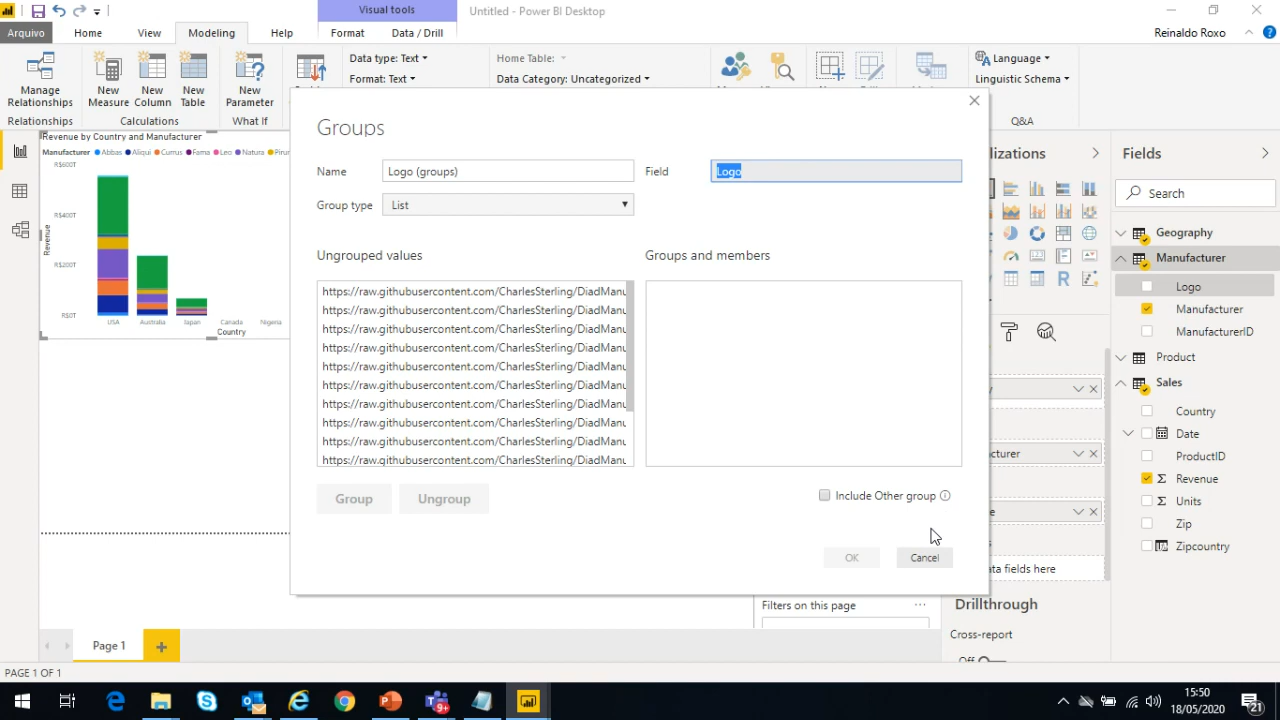 Visual tools
Untitled - Power BI Desktop
Arquivo Home View Modeling Help Format Data / Drill
Reinaldo Roxo
Manage Relationships
New Measure
New Column
New Table
New Parameter
Data type: Text
Format: Text
Home Table:
Data Category: Uncategorized
Language
Linguistic Schema
Relationships
Calculations
What If
Q&A
Revenue by Country and Manufacturer
Manufacturer Abbas Aliqui Currus Fama Leo Natura Pirum
R$600T
R$400T
R$200T
R$0T
Revenue
USA Australia Japan Canada Nigeria
Country
Groups
Name Logo (groups) Field Logo
Group type List
Ungrouped values
Groups and members
https://raw.githubusercontent.com/CharlesSterling/DiadManu
https://raw.githubusercontent.com/CharlesSterling/DiadManu
https://raw.githubusercontent.com/CharlesSterling/DiadManu
https://raw.githubusercontent.com/CharlesSterling/DiadManu
https://raw.githubusercontent.com/CharlesSterling/DiadManu
https://raw.githubusercontent.com/CharlesSterling/DiadManu
https://raw.githubusercontent.com/CharlesSterling/DiadManu
https://raw.githubusercontent.com/CharlesSterling/DiadManu
https://raw.githubusercontent.com/CharlesSterling/DiadManu
https://raw.githubusercontent.com/CharlesSterling/DiadManu
Group Ungroup
Include Other group
OK Cancel
Filters on this page
lizations
R
cturer
ata fields here
Drillthrough
Cross-report
Off
Fields
Search
Geography
Manufacturer
Logo
Manufacturer
ManufacturerID
Product
Sales
Country
Date
ProductID
Revenue
Units
Zip
Zipcountry
Page 1
PAGE 1 OF 1
15:50
18/05/2020
21